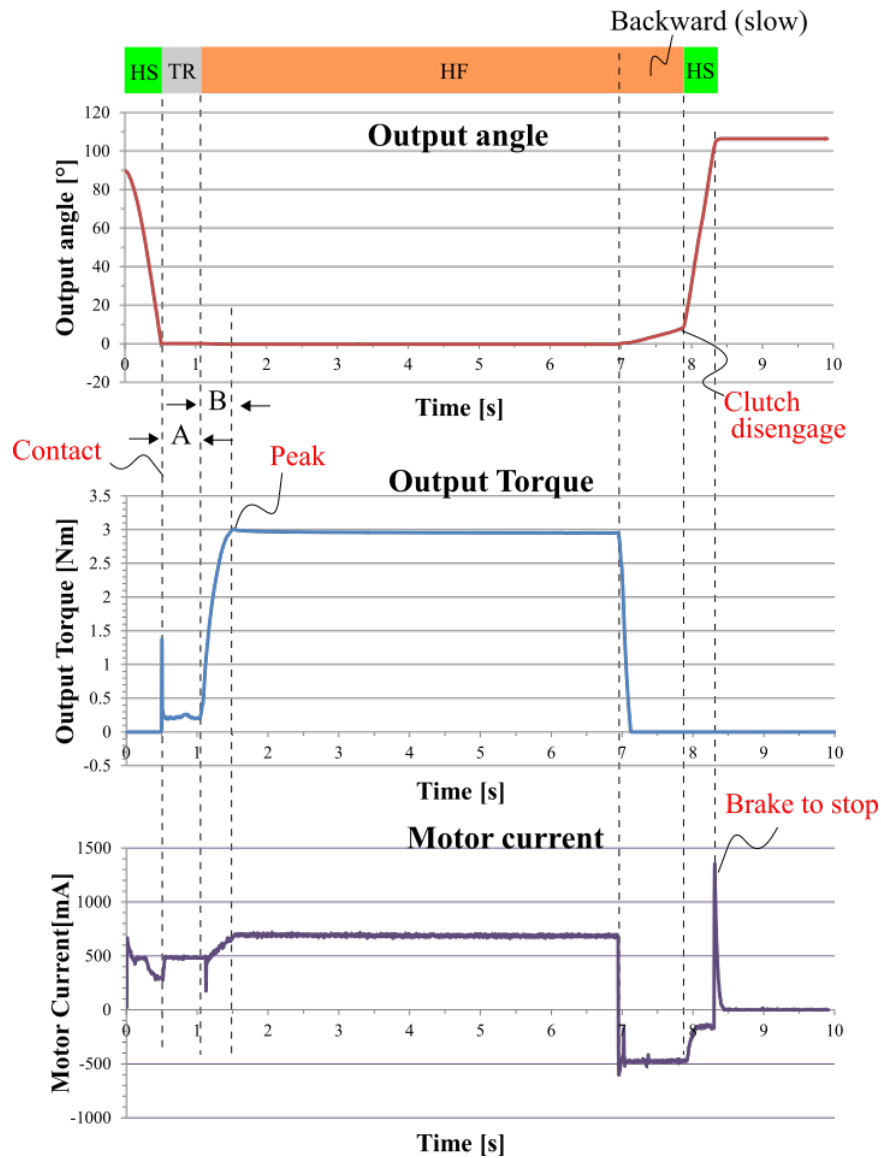 Backward (slow)
HS TR HF HS
Output angle
Output angle [°]
120
100
80
60
40
20
0
-20
0 1 2 3 4 5 6 7 8 9 10
Time [s]
Clutch
disengage
B
A
Contact
Peak
Output Torque
Output Torque [Nm]
3.5
3
2.5
2
1.5
1
0.5
0
-0.5
0 1 2 3 4 5 6 7 8 9 10
Time [s]
Brake to stop
Motor current
Motor Current[mA]
1500
1000
500
0
-500
-1000
0 1 2 3 4 5 6 7 8 9 10
Time [s]